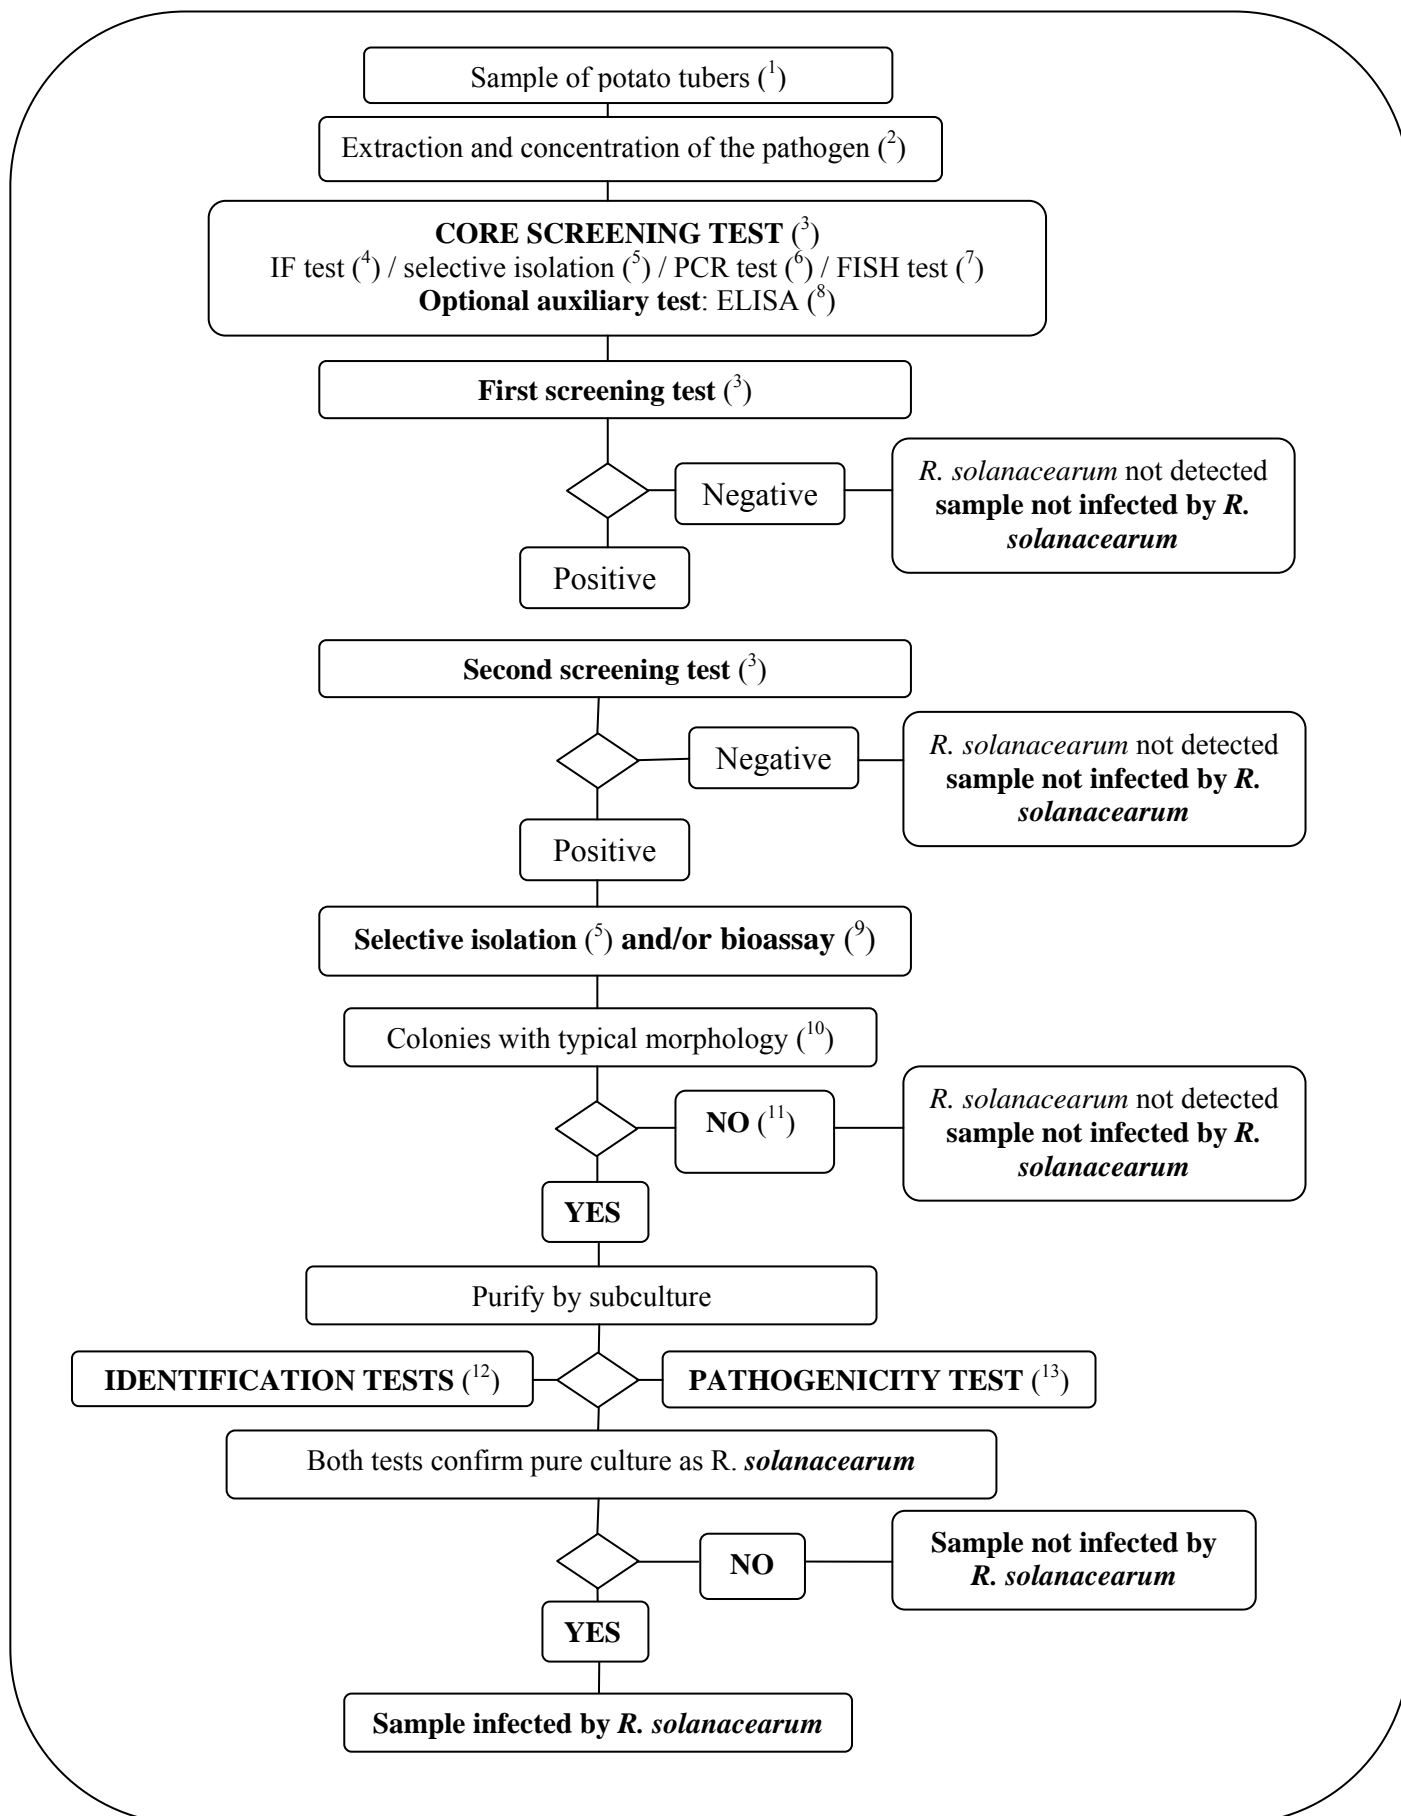 Sample of potato tubers (1)
Extraction and concentration of the pathogen (2)
CORE SCREENING TEST (3)
IF test (4) / selective isolation (5) / PCR test (6) / FISH test (7)
Optional auxiliary test: ELISA (8)
First screening test (3)
Negative
R. solanacearum not detected
sample not infected by R.
solanacearum
Positive
Second screening test (3)
Negative
R. solanacearum not detected
sample not infected by R.
solanacearum
Positive
Selective isolation (5) and/or bioassay (9)
Colonies with typical morphology (10)
NO (11)
R. solanacearum not detected
sample not infected by R.
solanacearum
YES
Purify by subculture
IDENTIFICATION TESTS (12)
PATHOGENICITY TEST (13)
Both tests confirm pure culture as R. solanacearum
NO
Sample not infected by
R. solanacearum
YES
Sample infected by R. solanacearum